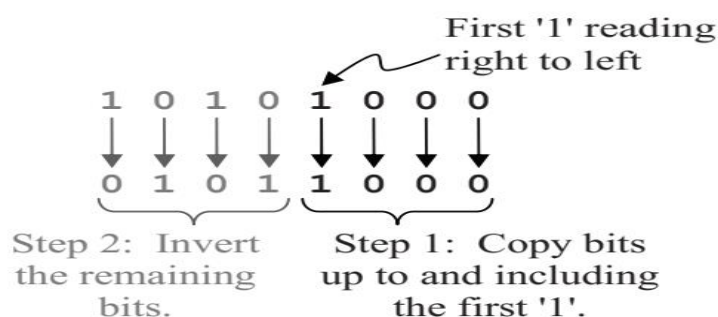 First '1' reading
right to left
1 0 1 0 1 0 0 0
0 1 0 1 1 0 0 0
Step 2: Invert
the remaining
bits.
Step 1: Copy bits
up to and including
the first '1'.